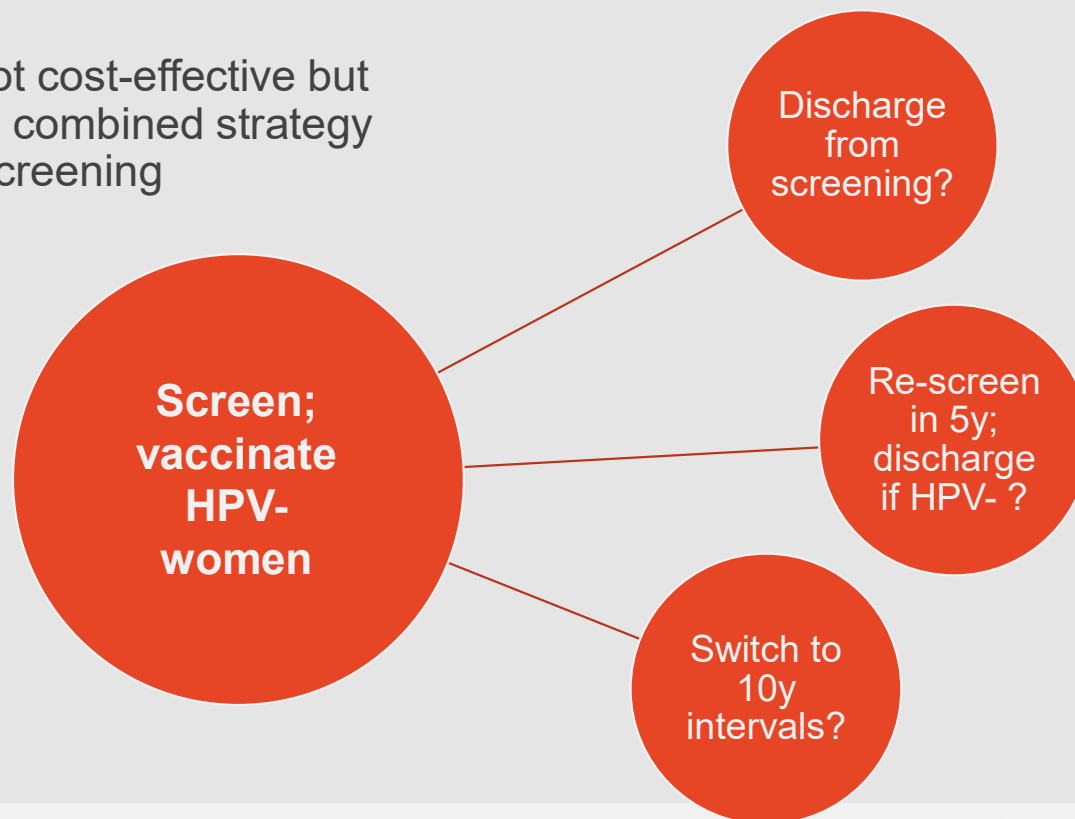 ot cost-effective but
combined strategy
creening
Discharge
from
screening?
Screen;
vaccinate
HPV-
women
Re-screen
in 5y;
discharge
if HPV- ?
Switch to
10y
intervals?